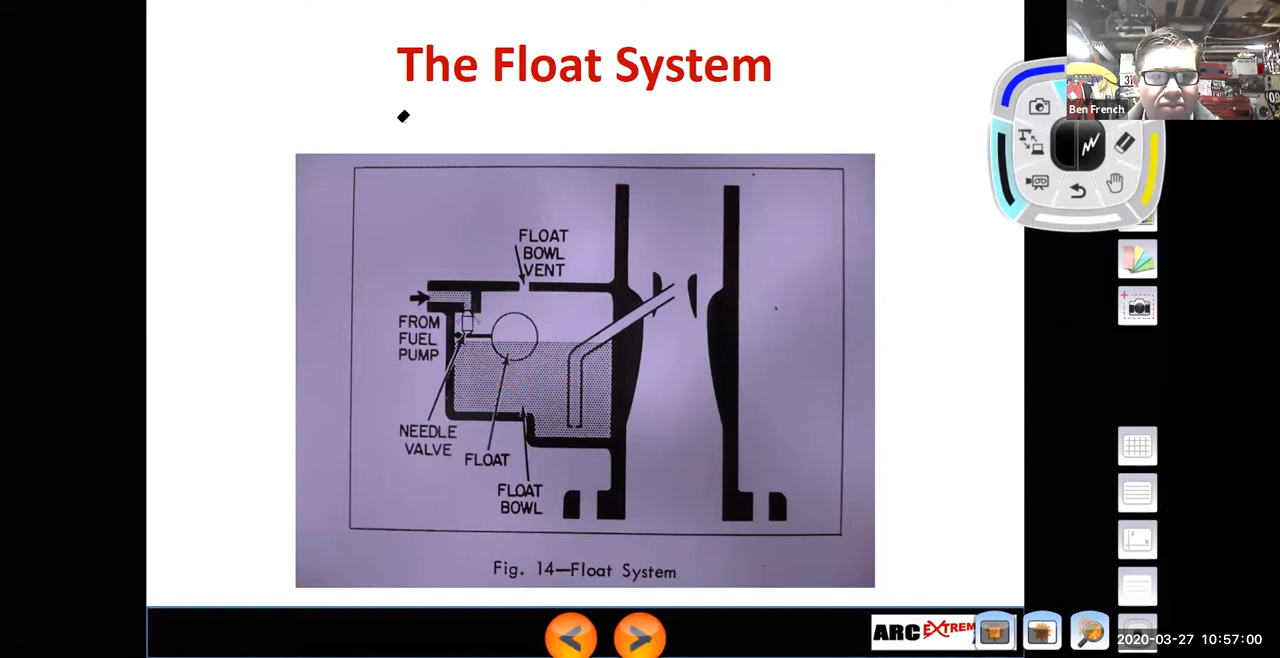 The Float System
Ben French
FLOAT
BOWL
VENT
FROM
FUEL
PUMP
NEEDLE
VALVE
FLOAT
FLOAT
BOWL
Fig. 14—Float System
ARC EXTREM
2020-03-27 10:57:00